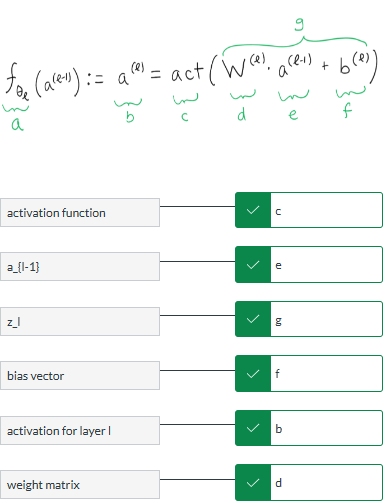 g
f_{θ_ℓ}(a^{(ℓ-1)}) := a^{(ℓ)} = act(W^{(ℓ)}. a^{(ℓ-1)} + b^{(ℓ)})
a b c d e f
activation function c
a_{l-1} e
z_l g
bias vector f
activation for layer l b
weight matrix d